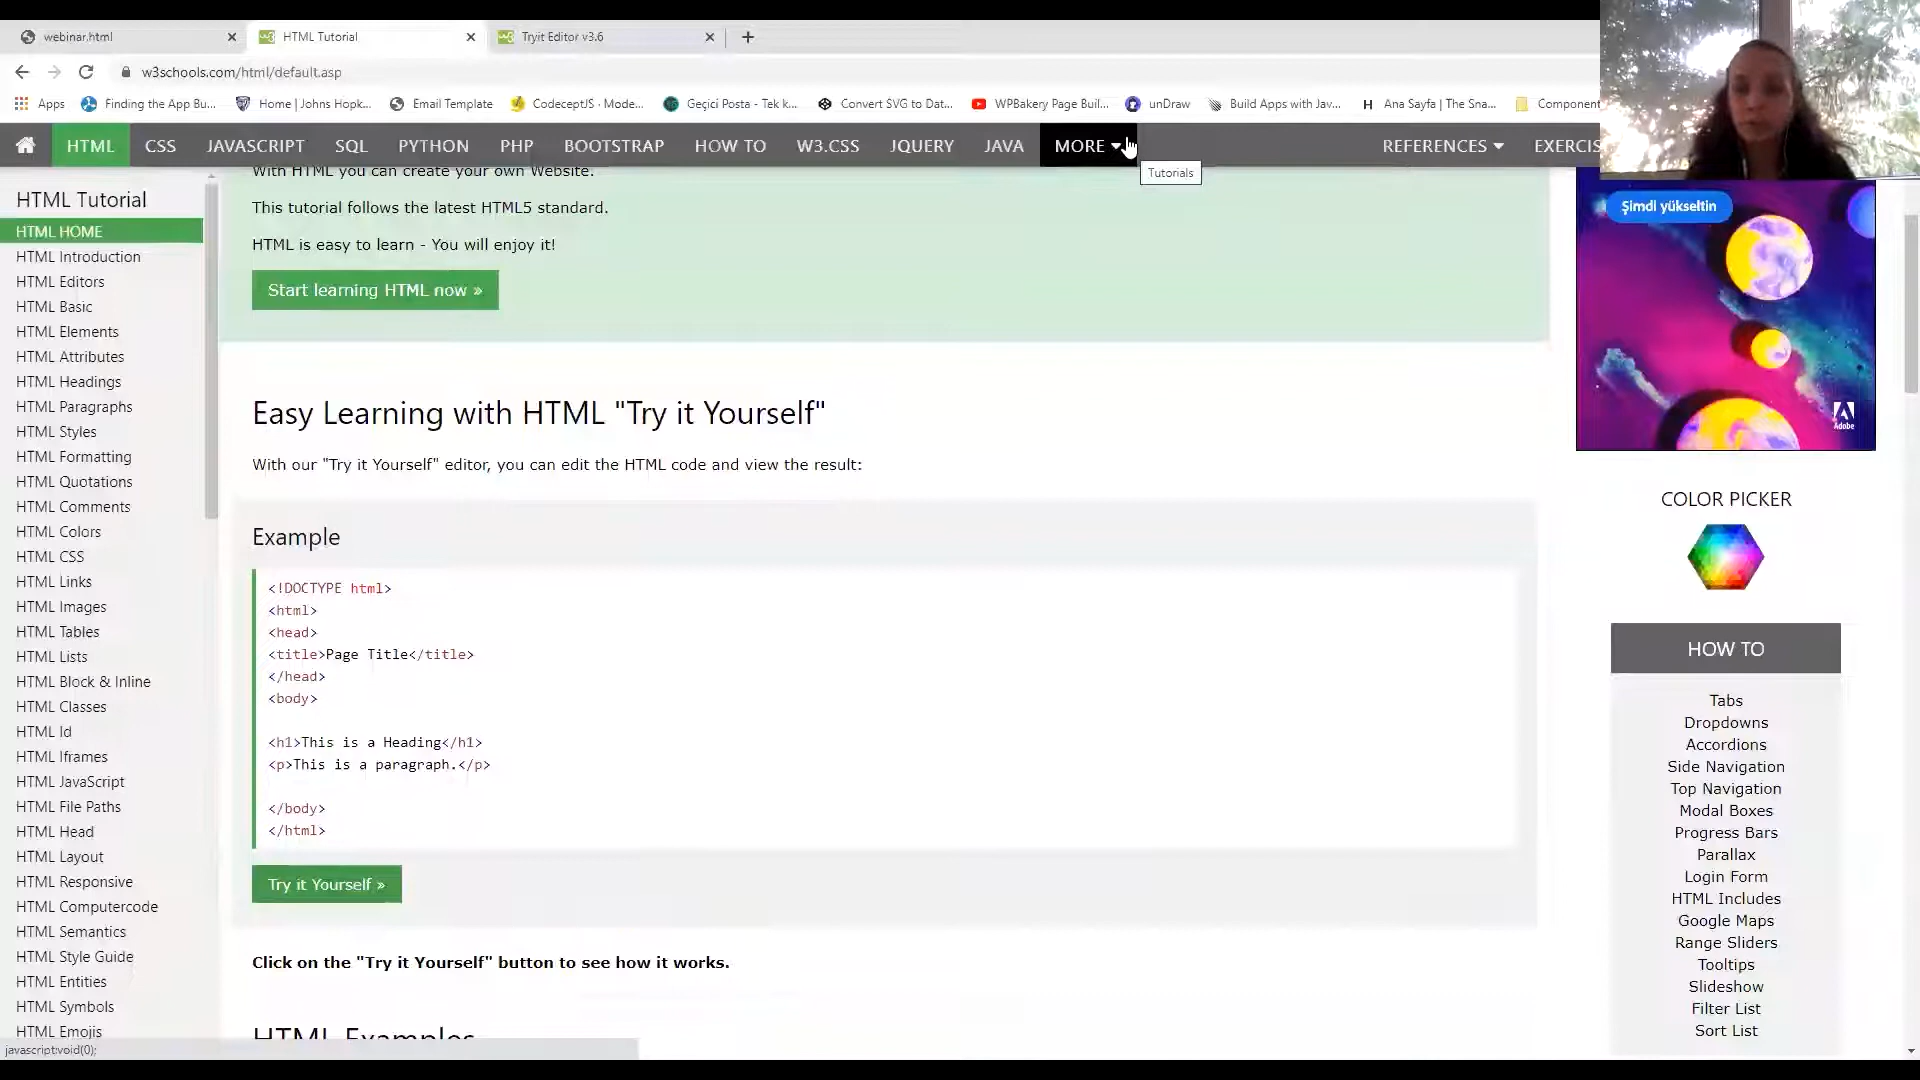 webinar.html
HTML Tutorial
Tryit Editor v3.6
w3schools.com/html/default.asp
Apps
Finding the App Bu...
Home | Johns Hopk...
Email Template
CodeceptJS · Mode...
Geçici Posta - Tek k...
Convert SVG to Dat...
WPBakery Page Buil...
unDraw
Build Apps with Jav...
Ana Sayfa | The Sna...
Component
HTML
CSS
JAVASCRIPT
SQL
PYTHON
PHP
BOOTSTRAP
HOW TO
W3.CSS
JQUERY
JAVA
MORE
REFERENCES
EXERCIS
Tutorials
HTML Tutorial
HTML HOME
HTML Introduction
HTML Editors
HTML Basic
HTML Elements
HTML Attributes
HTML Headings
HTML Paragraphs
HTML Styles
HTML Formatting
HTML Quotations
HTML Comments
HTML Colors
HTML CSS
HTML Links
HTML Images
HTML Tables
HTML Lists
HTML Block & Inline
HTML Classes
HTML Id
HTML Iframes
HTML JavaScript
HTML File Paths
HTML Head
HTML Layout
HTML Responsive
HTML Computercode
HTML Semantics
HTML Style Guide
HTML Entities
HTML Symbols
HTML Emojis
javascript:void(0);
With HTML you can create your own Website.
This tutorial follows the latest HTML5 standard.
HTML is easy to learn - You will enjoy it!
Start learning HTML now »
Easy Learning with HTML "Try it Yourself"
With our "Try it Yourself" editor, you can edit the HTML code and view the result:
Example
<!DOCTYPE html>
<html>
<head>
<title>Page Title</title>
</head>
<body>
<h1>This is a Heading</h1>
<p>This is a paragraph.</p>
</body>
</html>
Try it Yourself »
Click on the "Try it Yourself" button to see how it works.
HTML Examples
Şimdi yükseltin
Adobe
COLOR PICKER
HOW TO
Tabs
Dropdowns
Accordions
Side Navigation
Top Navigation
Modal Boxes
Progress Bars
Parallax
Login Form
HTML Includes
Google Maps
Range Sliders
Tooltips
Slideshow
Filter List
Sort List